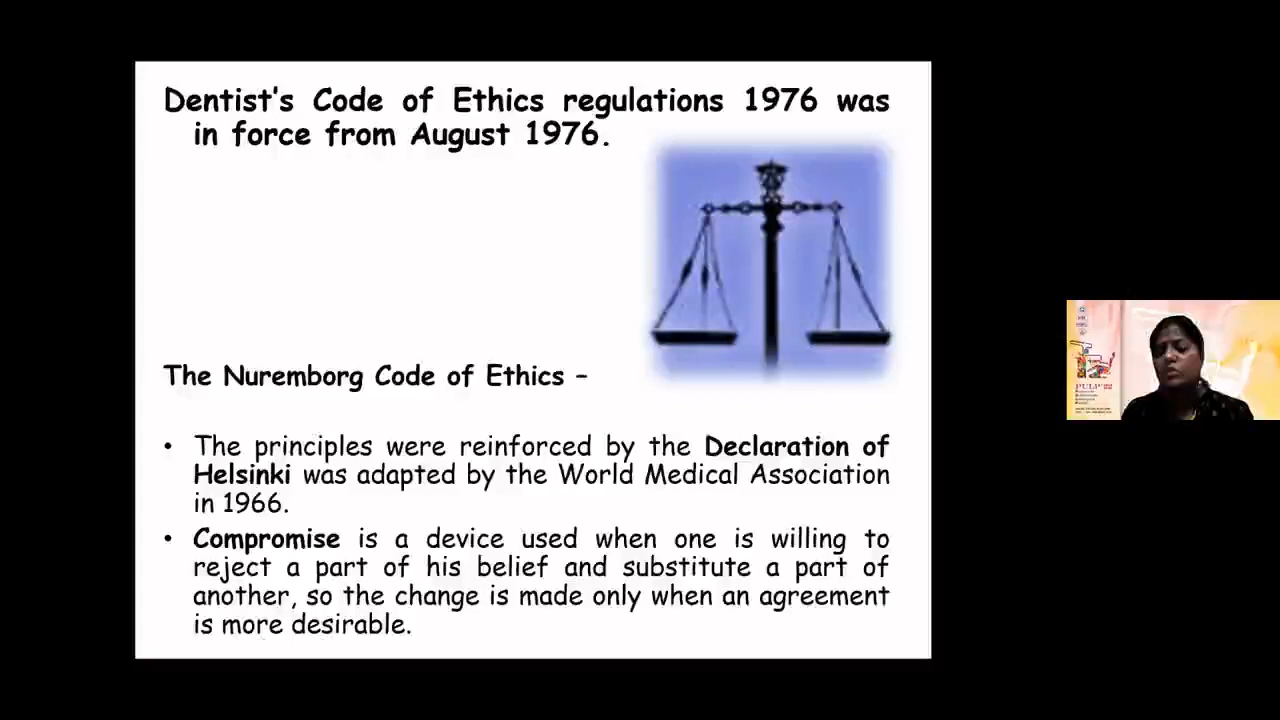 Dentist's Code of Ethics regulations 1976 was
in force from August 1976.
The Nuremborg Code of Ethics –
• The principles were reinforced by the Declaration of
Helsinki was adapted by the World Medical Association
in 1966.
• Compromise is a device used when one is willing to
reject a part of his belief and substitute a part of
another, so the change is made only when an agreement
is more desirable.
PULP